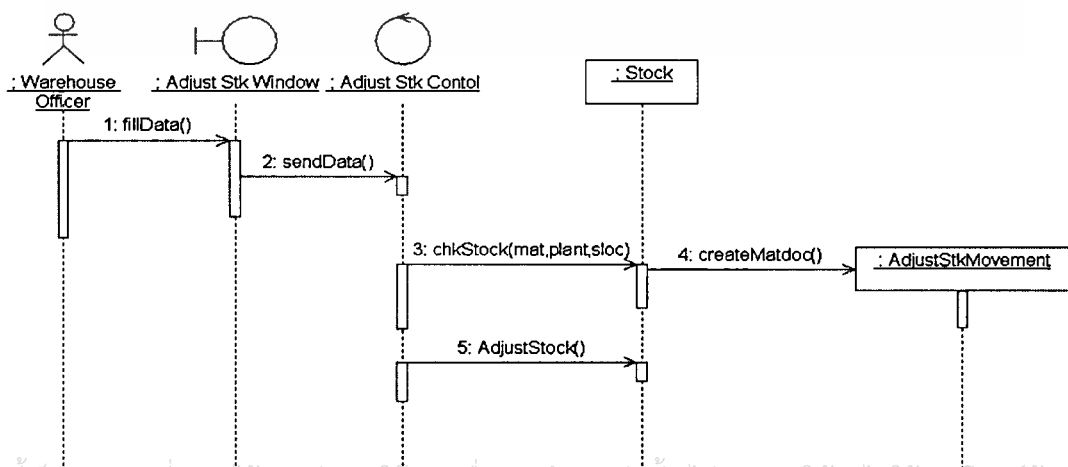 : Warehouse
Officer
: Adjust Stk Window
: Adjust Stk Contol
: Stock
1: fillData()
2: sendData()
3: chkStock(mat,plant,sloc)
4: createMatdoc()
: AdjustStkMovement
5: AdjustStock()